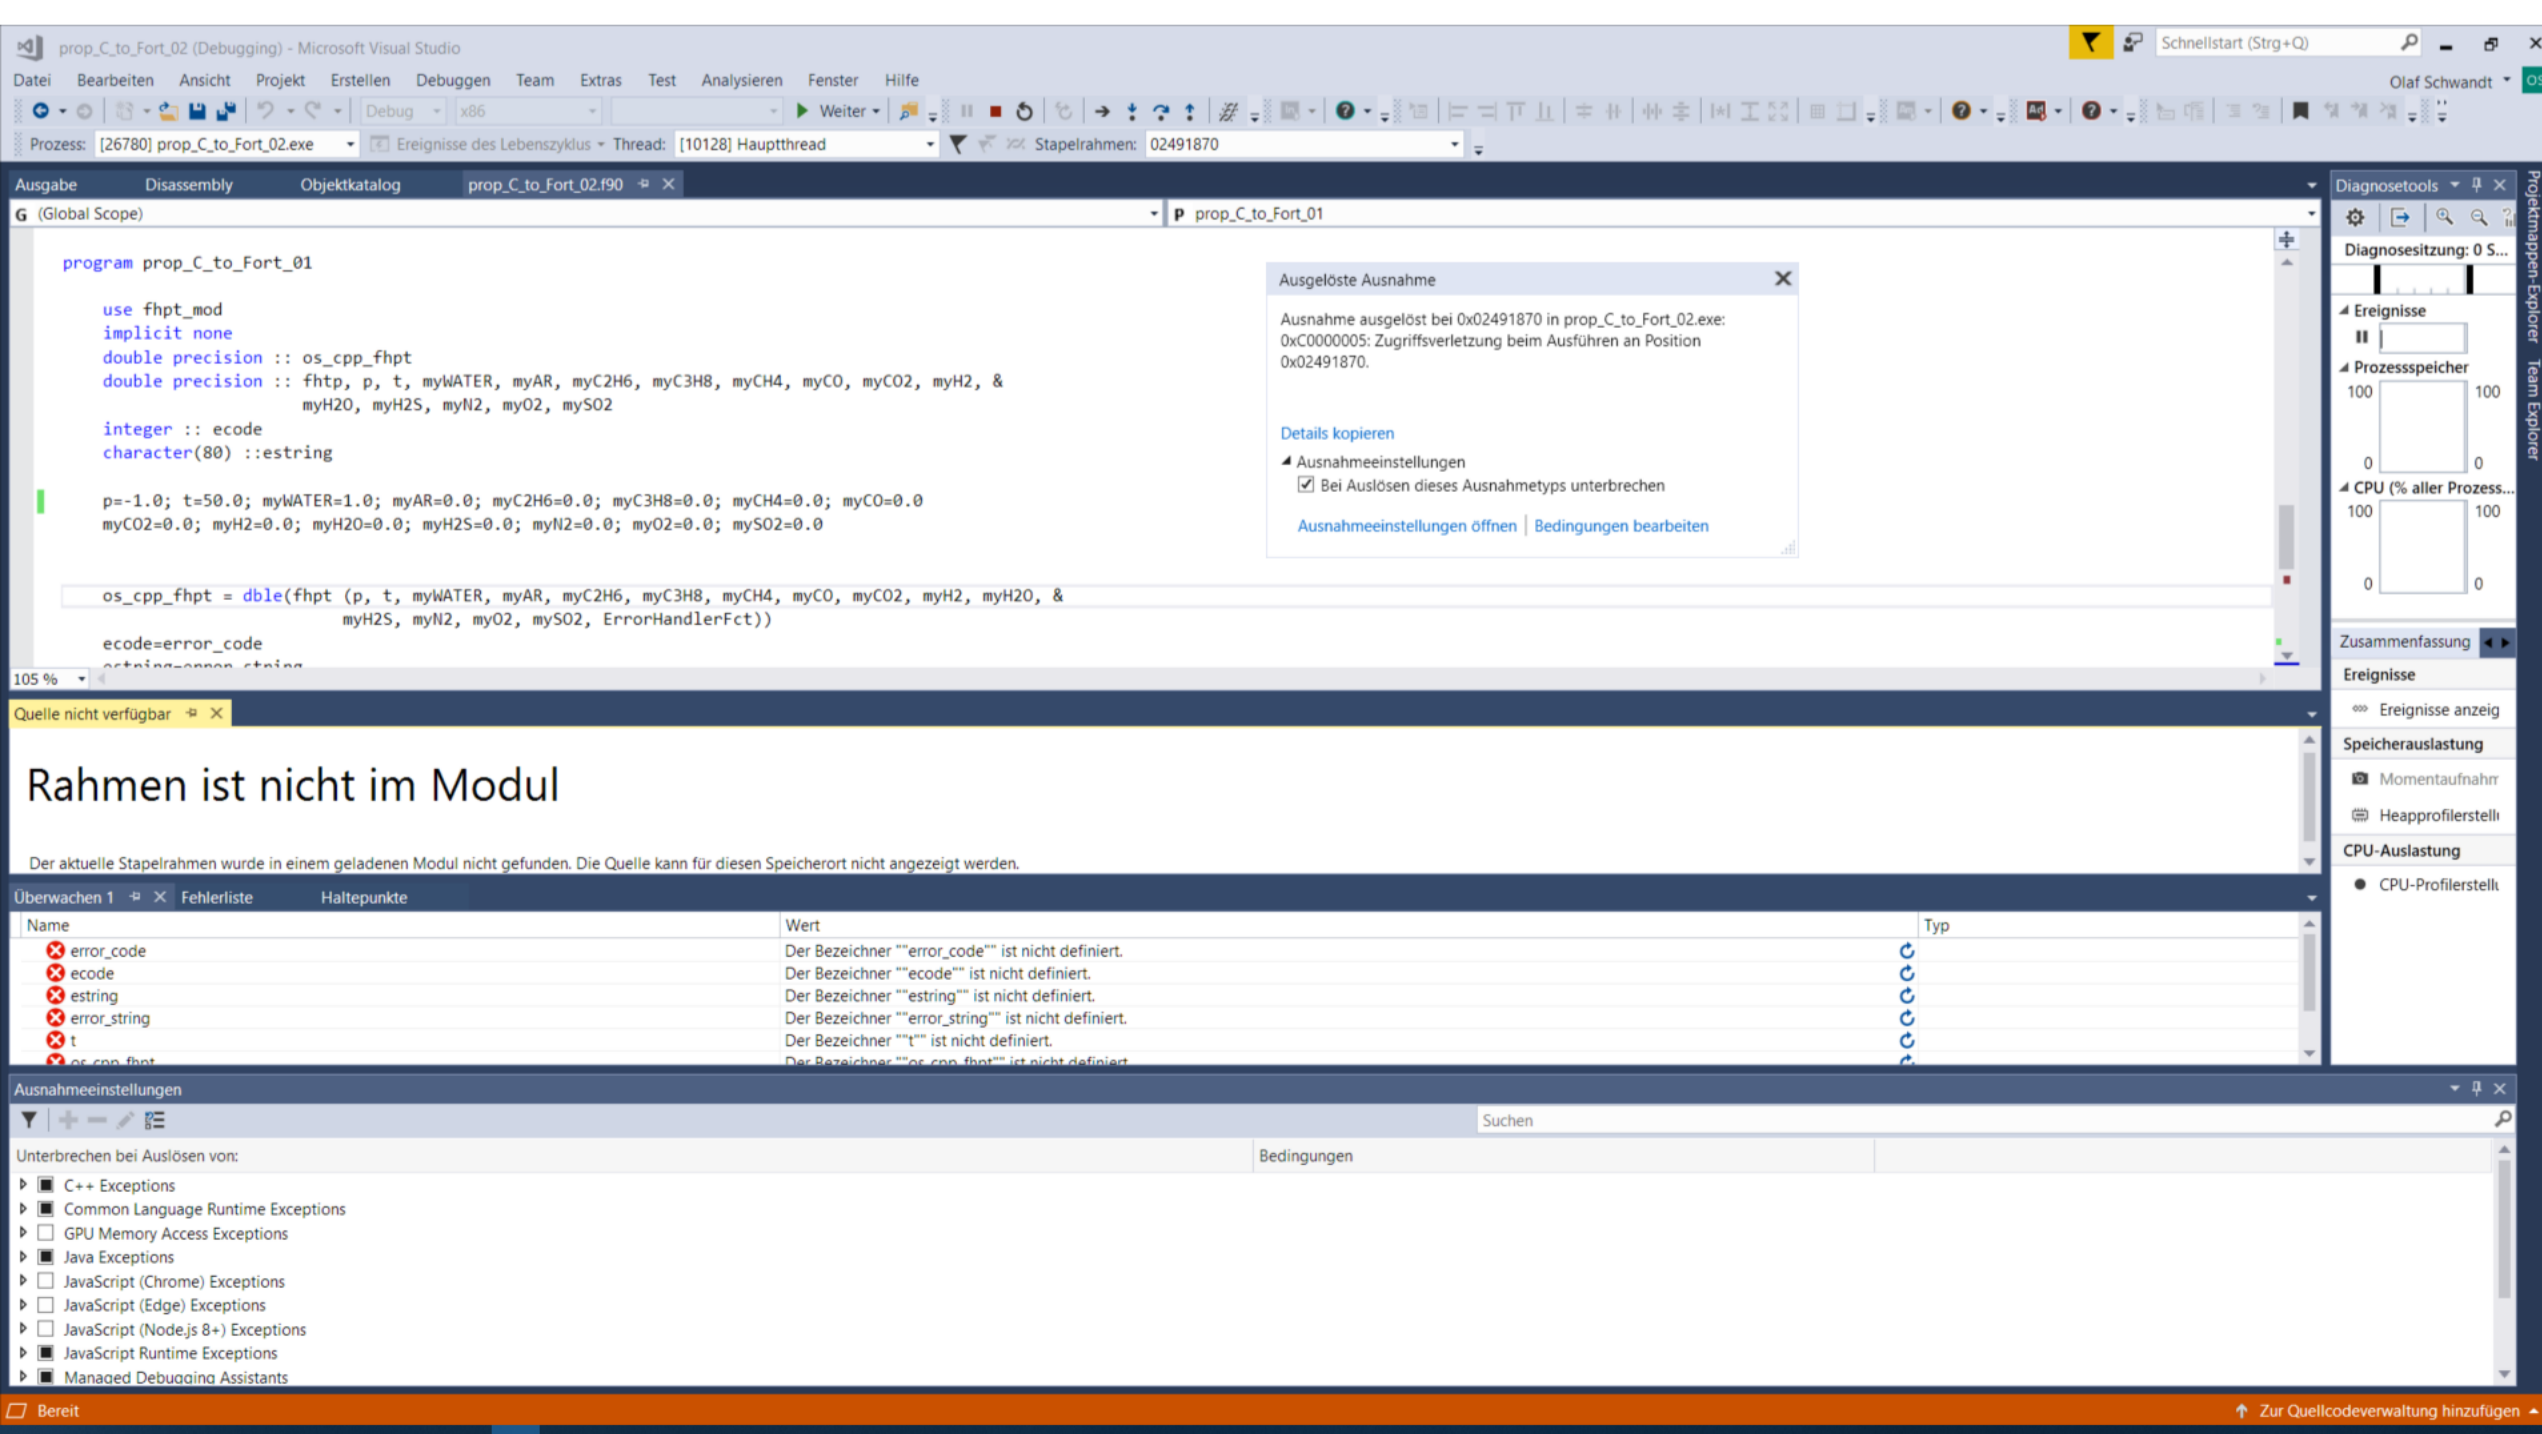 prop_C_to_Fort_02 (Debugging) - Microsoft Visual Studio
Schnellstart (Strg+Q)
Datei Bearbeiten Ansicht Projekt Erstellen Debuggen Team Extras Test Analysieren Fenster Hilfe
Olaf Schwandt
OS
Debug x86 Weiter
Prozess: [26780] prop_C_to_Fort_02.exe Ereignisse des Lebenszyklus Thread: [10128] Hauptthread Stapelrahmen: 02491870
Ausgabe Disassembly Objektkatalog prop_C_to_Fort_02.f90
G (Global Scope) P prop_C_to_Fort_01
program prop_C_to_Fort_01
use fhpt_mod
implicit none
double precision :: os_cpp_fhpt
double precision :: fhtp, p, t, myWATER, myAR, myC2H6, myC3H8, myCH4, myCO, myCO2, myH2, &
myH2O, myH2S, myN2, myO2, mySO2
integer :: ecode
character(80) ::estring
p=-1.0; t=50.0; myWATER=1.0; myAR=0.0; myC2H6=0.0; myC3H8=0.0; myCH4=0.0; myCO=0.0
myCO2=0.0; myH2=0.0; myH2O=0.0; myH2S=0.0; myN2=0.0; myO2=0.0; mySO2=0.0
os_cpp_fhpt = dble(fhpt (p, t, myWATER, myAR, myC2H6, myC3H8, myCH4, myCO, myCO2, myH2, myH2O, &
myH2S, myN2, myO2, mySO2, ErrorHandlerFct))
ecode=error_code
estring=error_string
105 %
Ausgelöste Ausnahme
Ausnahme ausgelöst bei 0x02491870 in prop_C_to_Fort_02.exe:
0xC0000005: Zugriffsverletzung beim Ausführen an Position
0x02491870.
Details kopieren
Ausnahmeeinstellungen
Bei Auslösen dieses Ausnahmetyps unterbrechen
Ausnahmeeinstellungen öffnen | Bedingungen bearbeiten
Quelle nicht verfügbar
Rahmen ist nicht im Modul
Der aktuelle Stapelrahmen wurde in einem geladenen Modul nicht gefunden. Die Quelle kann für diesen Speicherort nicht angezeigt werden.
Überwachen 1 Fehlerliste Haltepunkte
Name Wert Typ
error_code Der Bezeichner ""error_code"" ist nicht definiert.
ecode Der Bezeichner ""ecode"" ist nicht definiert.
estring Der Bezeichner ""estring"" ist nicht definiert.
error_string Der Bezeichner ""error_string"" ist nicht definiert.
t Der Bezeichner ""t"" ist nicht definiert.
os_cpp_fhpt Der Bezeichner ""os_cpp_fhpt"" ist nicht definiert.
Ausnahmeeinstellungen
Suchen
Unterbrechen bei Auslösen von: Bedingungen
C++ Exceptions
Common Language Runtime Exceptions
GPU Memory Access Exceptions
Java Exceptions
JavaScript (Chrome) Exceptions
JavaScript (Edge) Exceptions
JavaScript (Node.js 8+) Exceptions
JavaScript Runtime Exceptions
Managed Debugging Assistants
Diagnosetools
Diagnosesitzung: 0 S...
Ereignisse
Prozessspeicher
100 100
0 0
CPU (% aller Prozess...
100 100
0 0
Zusammenfassung
Ereignisse
Ereignisse anzeig
Speicherauslastung
Momentaufnahm
Heapprofilerstell
CPU-Auslastung
CPU-Profilerstell
Projektmappen-Explorer Team Explorer
Bereit
Zur Quellcodeverwaltung hinzufügen